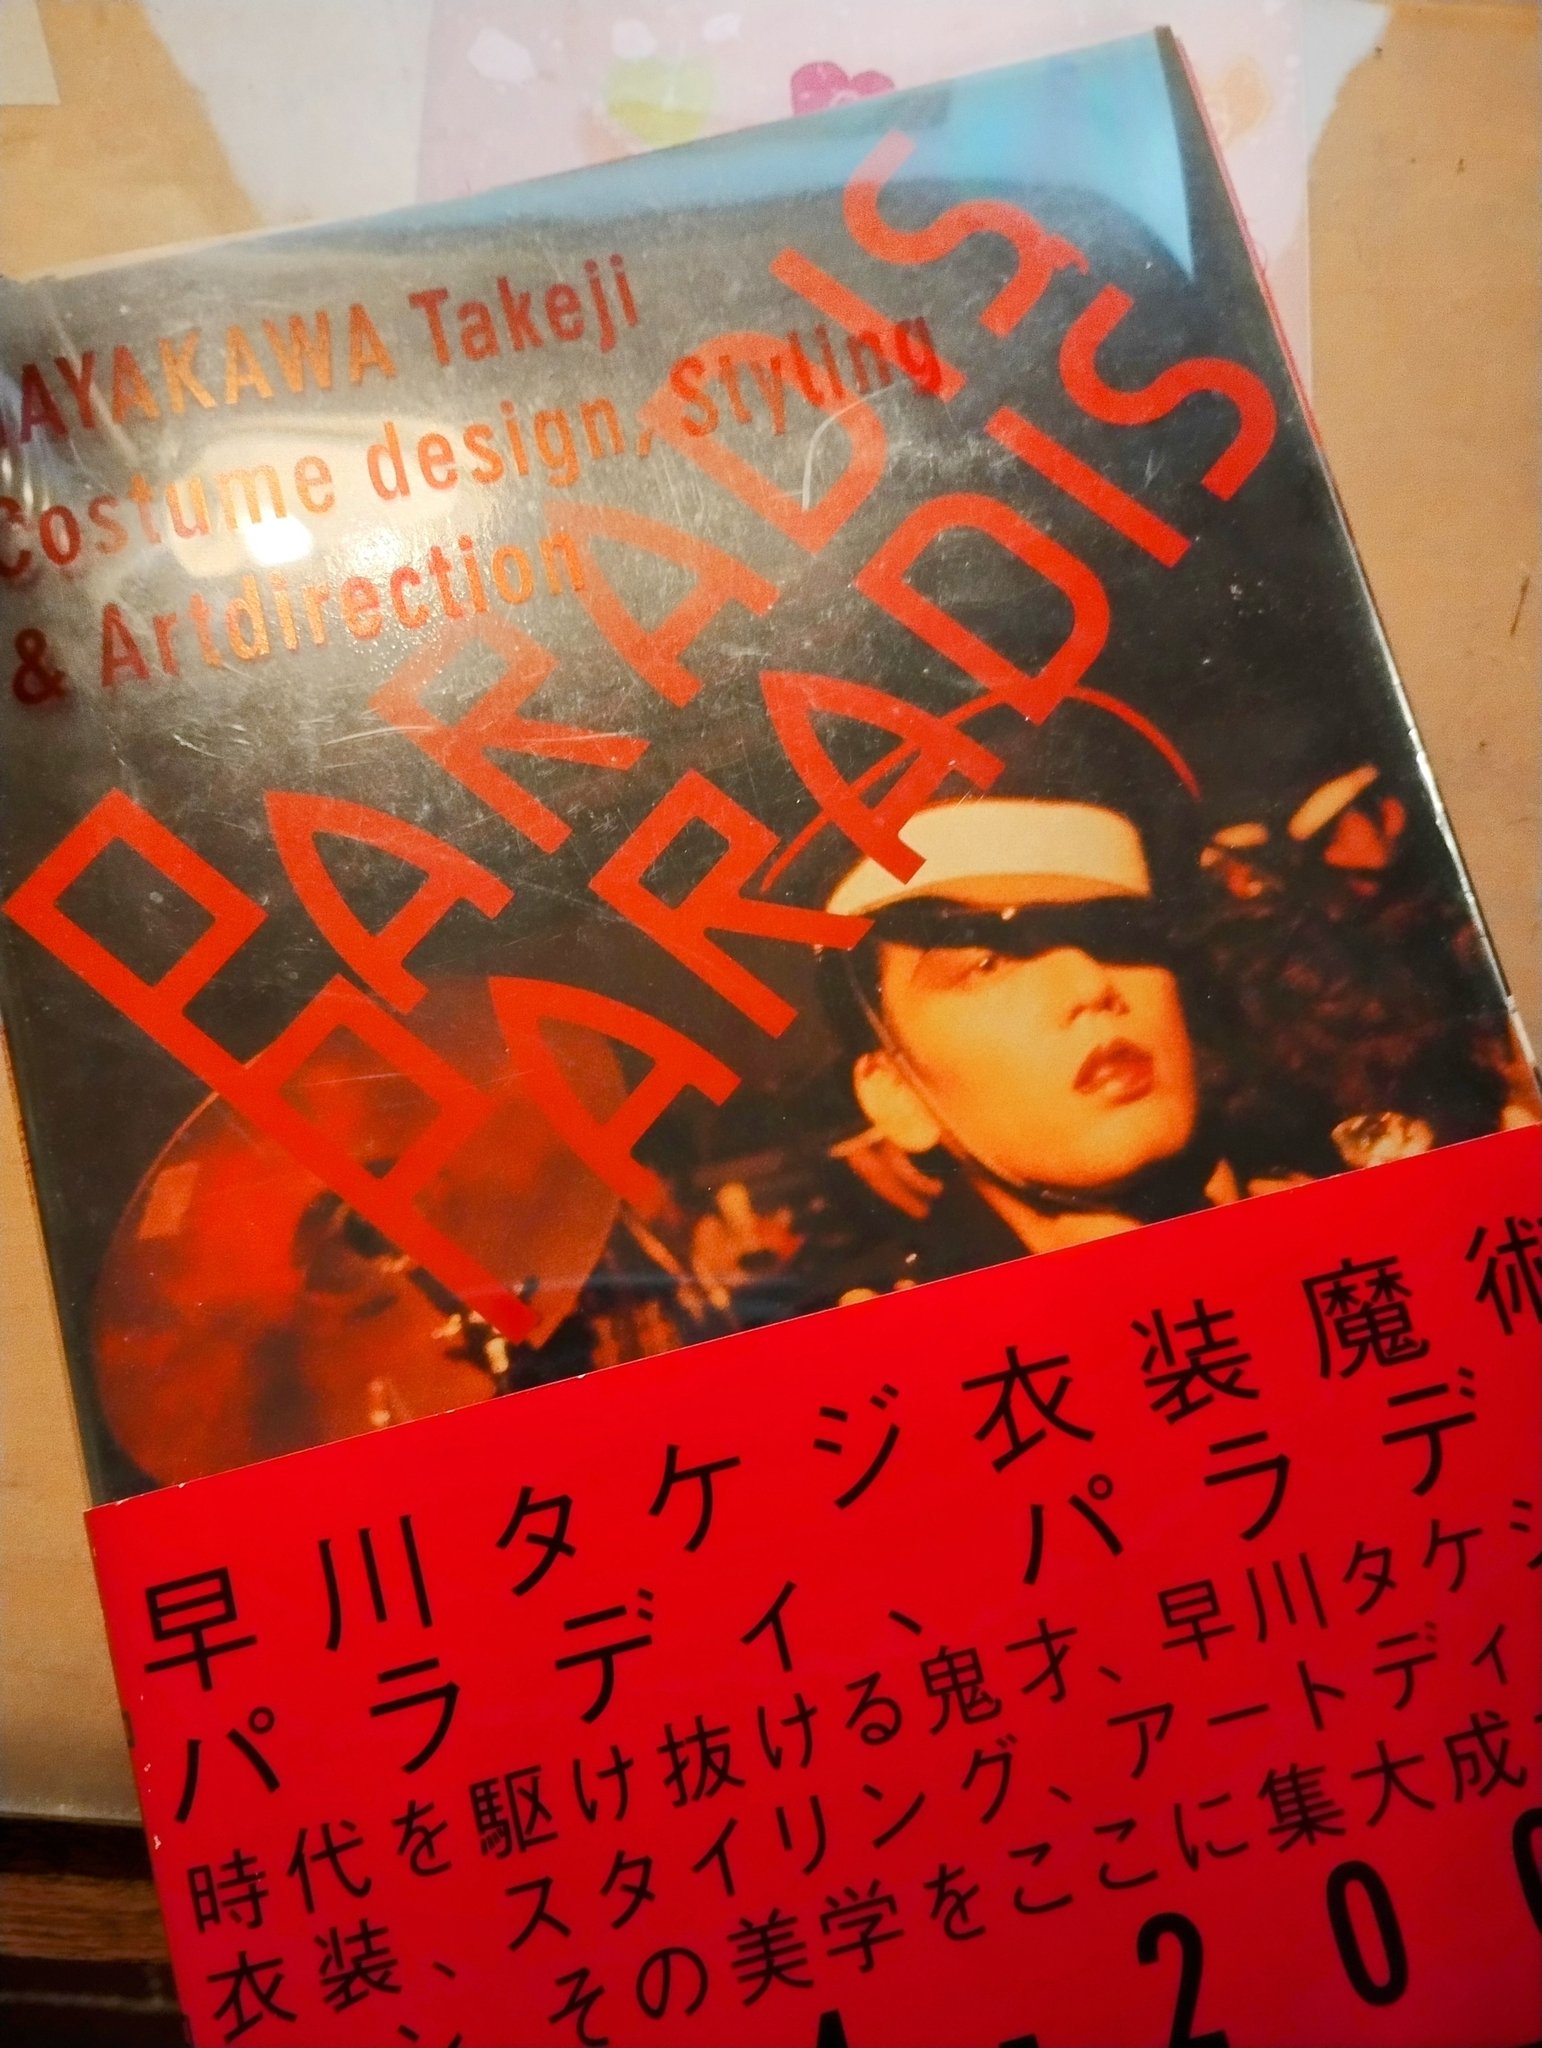 HAYAKAWA Takeji
Costume design, Styling
& Artdirection
PARADIS
PARADIS
早川タケジ衣装魔術
パラディ、パラデ
時代を駆け抜ける鬼才、早川タケジ
衣装、スタイリング、アートディ
その美学をここに集大成
- 200